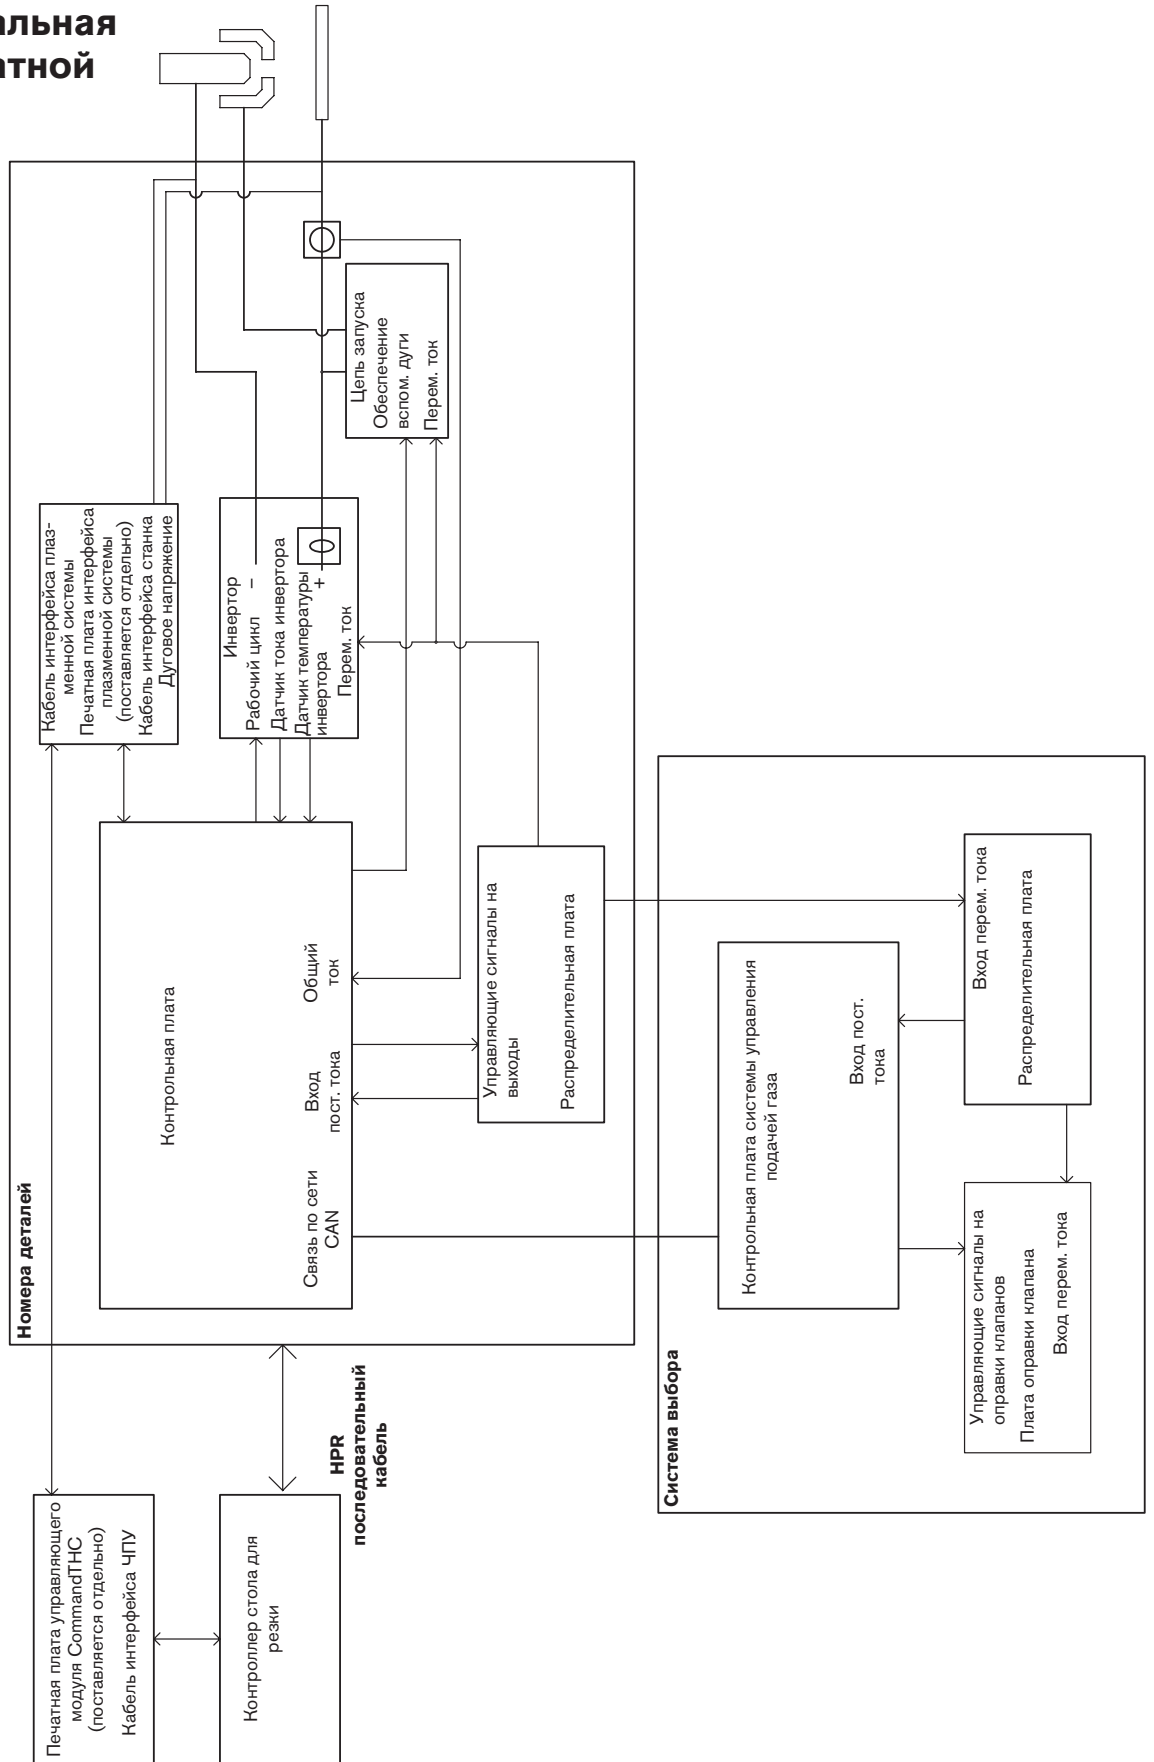 альная
атной
Номера деталей
Кабель интерфейса плаз-
менной системы
Печатная плата интерфейса
плазменной системы
(поставляется отдельно)
Кабель интерфейса станка
Дуговое напряжение
Инвертор
Рабочий цикл –
Датчик тока инвертора
Датчик температуры
инвертора +
Перем. ток
Цепь запуска
Обеспечение
вспом. дуги
Перем. ток
Контрольная плата
Общий
ток
Вход
пост. тока
Связь по сети
CAN
Управляющие сигналы на
выходы
Распределительная плата
Печатная плата управляющего
модуля CommandTHC
(поставляется отдельно)
Кабель интерфейса ЧПУ
Контроллер стола для
резки
HPR
последовательный
кабель
Система выбора
Контрольная плата системы управления
подачей газа
Вход пост.
тока
Вход перем. тока
Распределительная плата
Управляющие сигналы на
оправки клапанов
Плата оправки клапана
Вход перем. тока